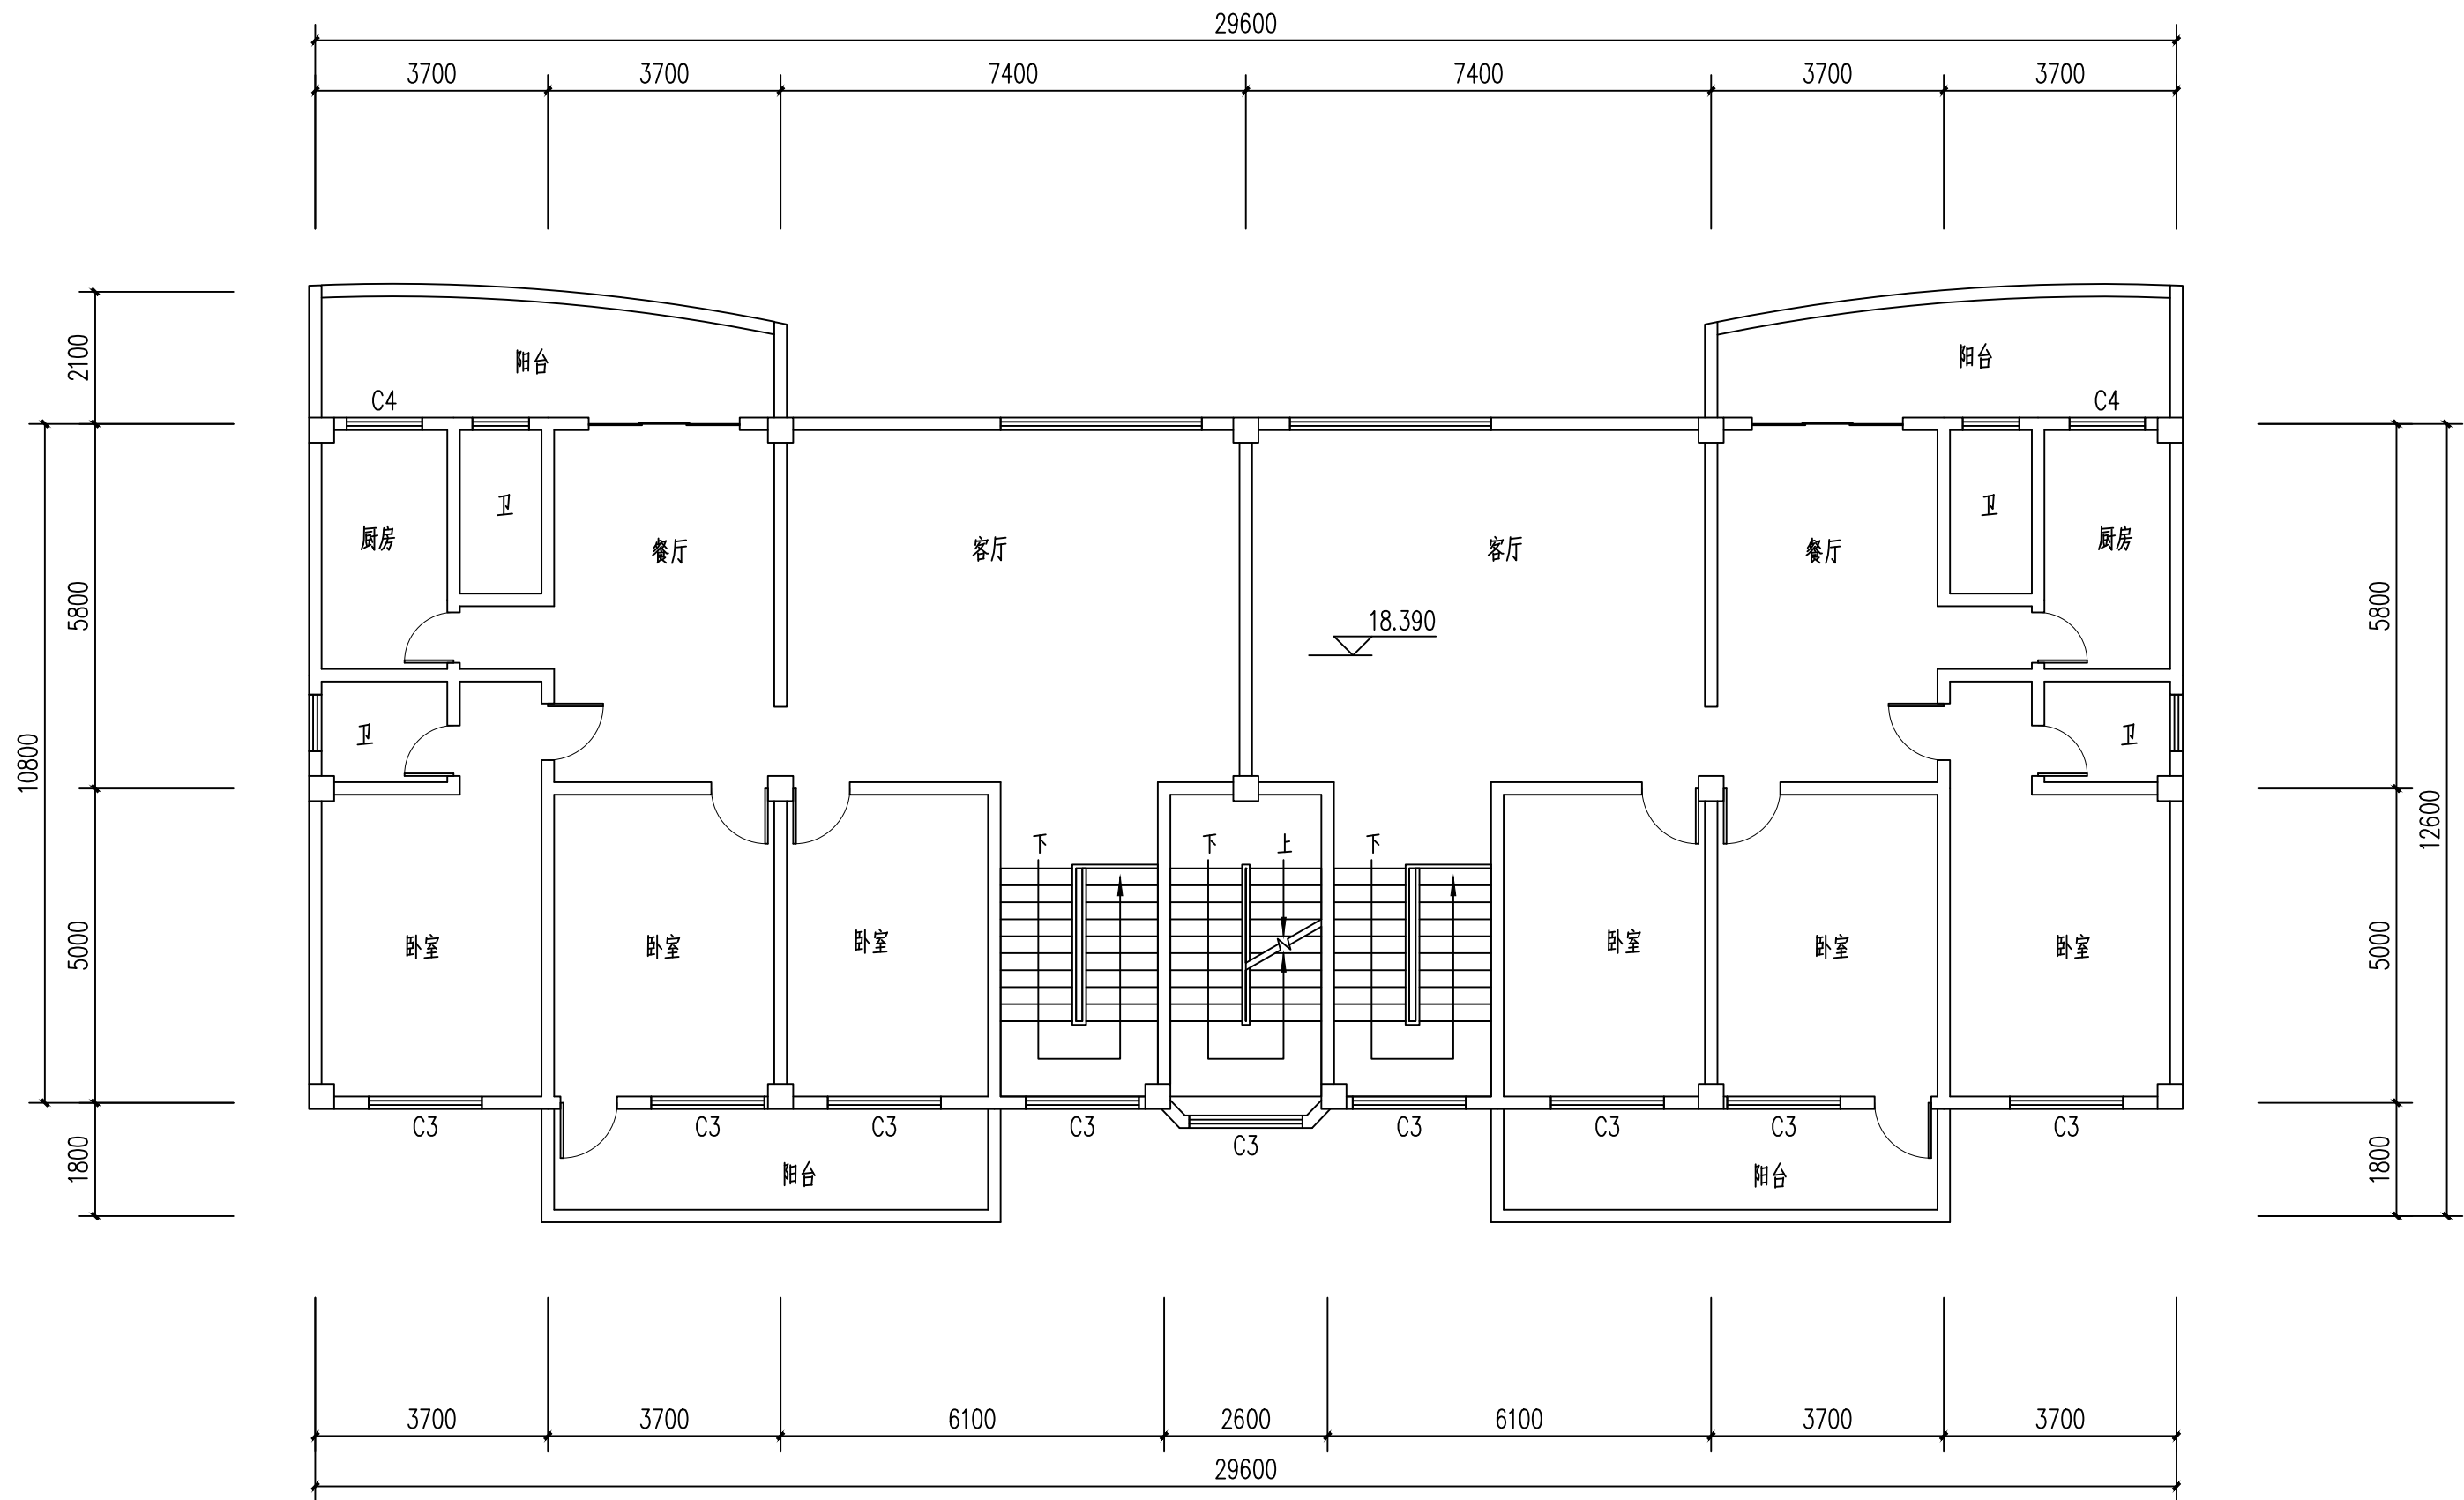 29600
3700 3700 7400 7400 3700 3700
2100
阳台 阳台
C4 C4
卫 卫
厨房 餐厅 客厅 客厅 餐厅 厨房
5800 5800
18.390
卫 卫
10800 12600
下 下 上 下
卧室 卧室 卧室 卧室 卧室 卧室
5000 5000
C3 C3 C3 C3 C3 C3 C3 C3 C3
阳台 阳台
1800 1800
3700 3700 6100 2600 6100 3700 3700
29600